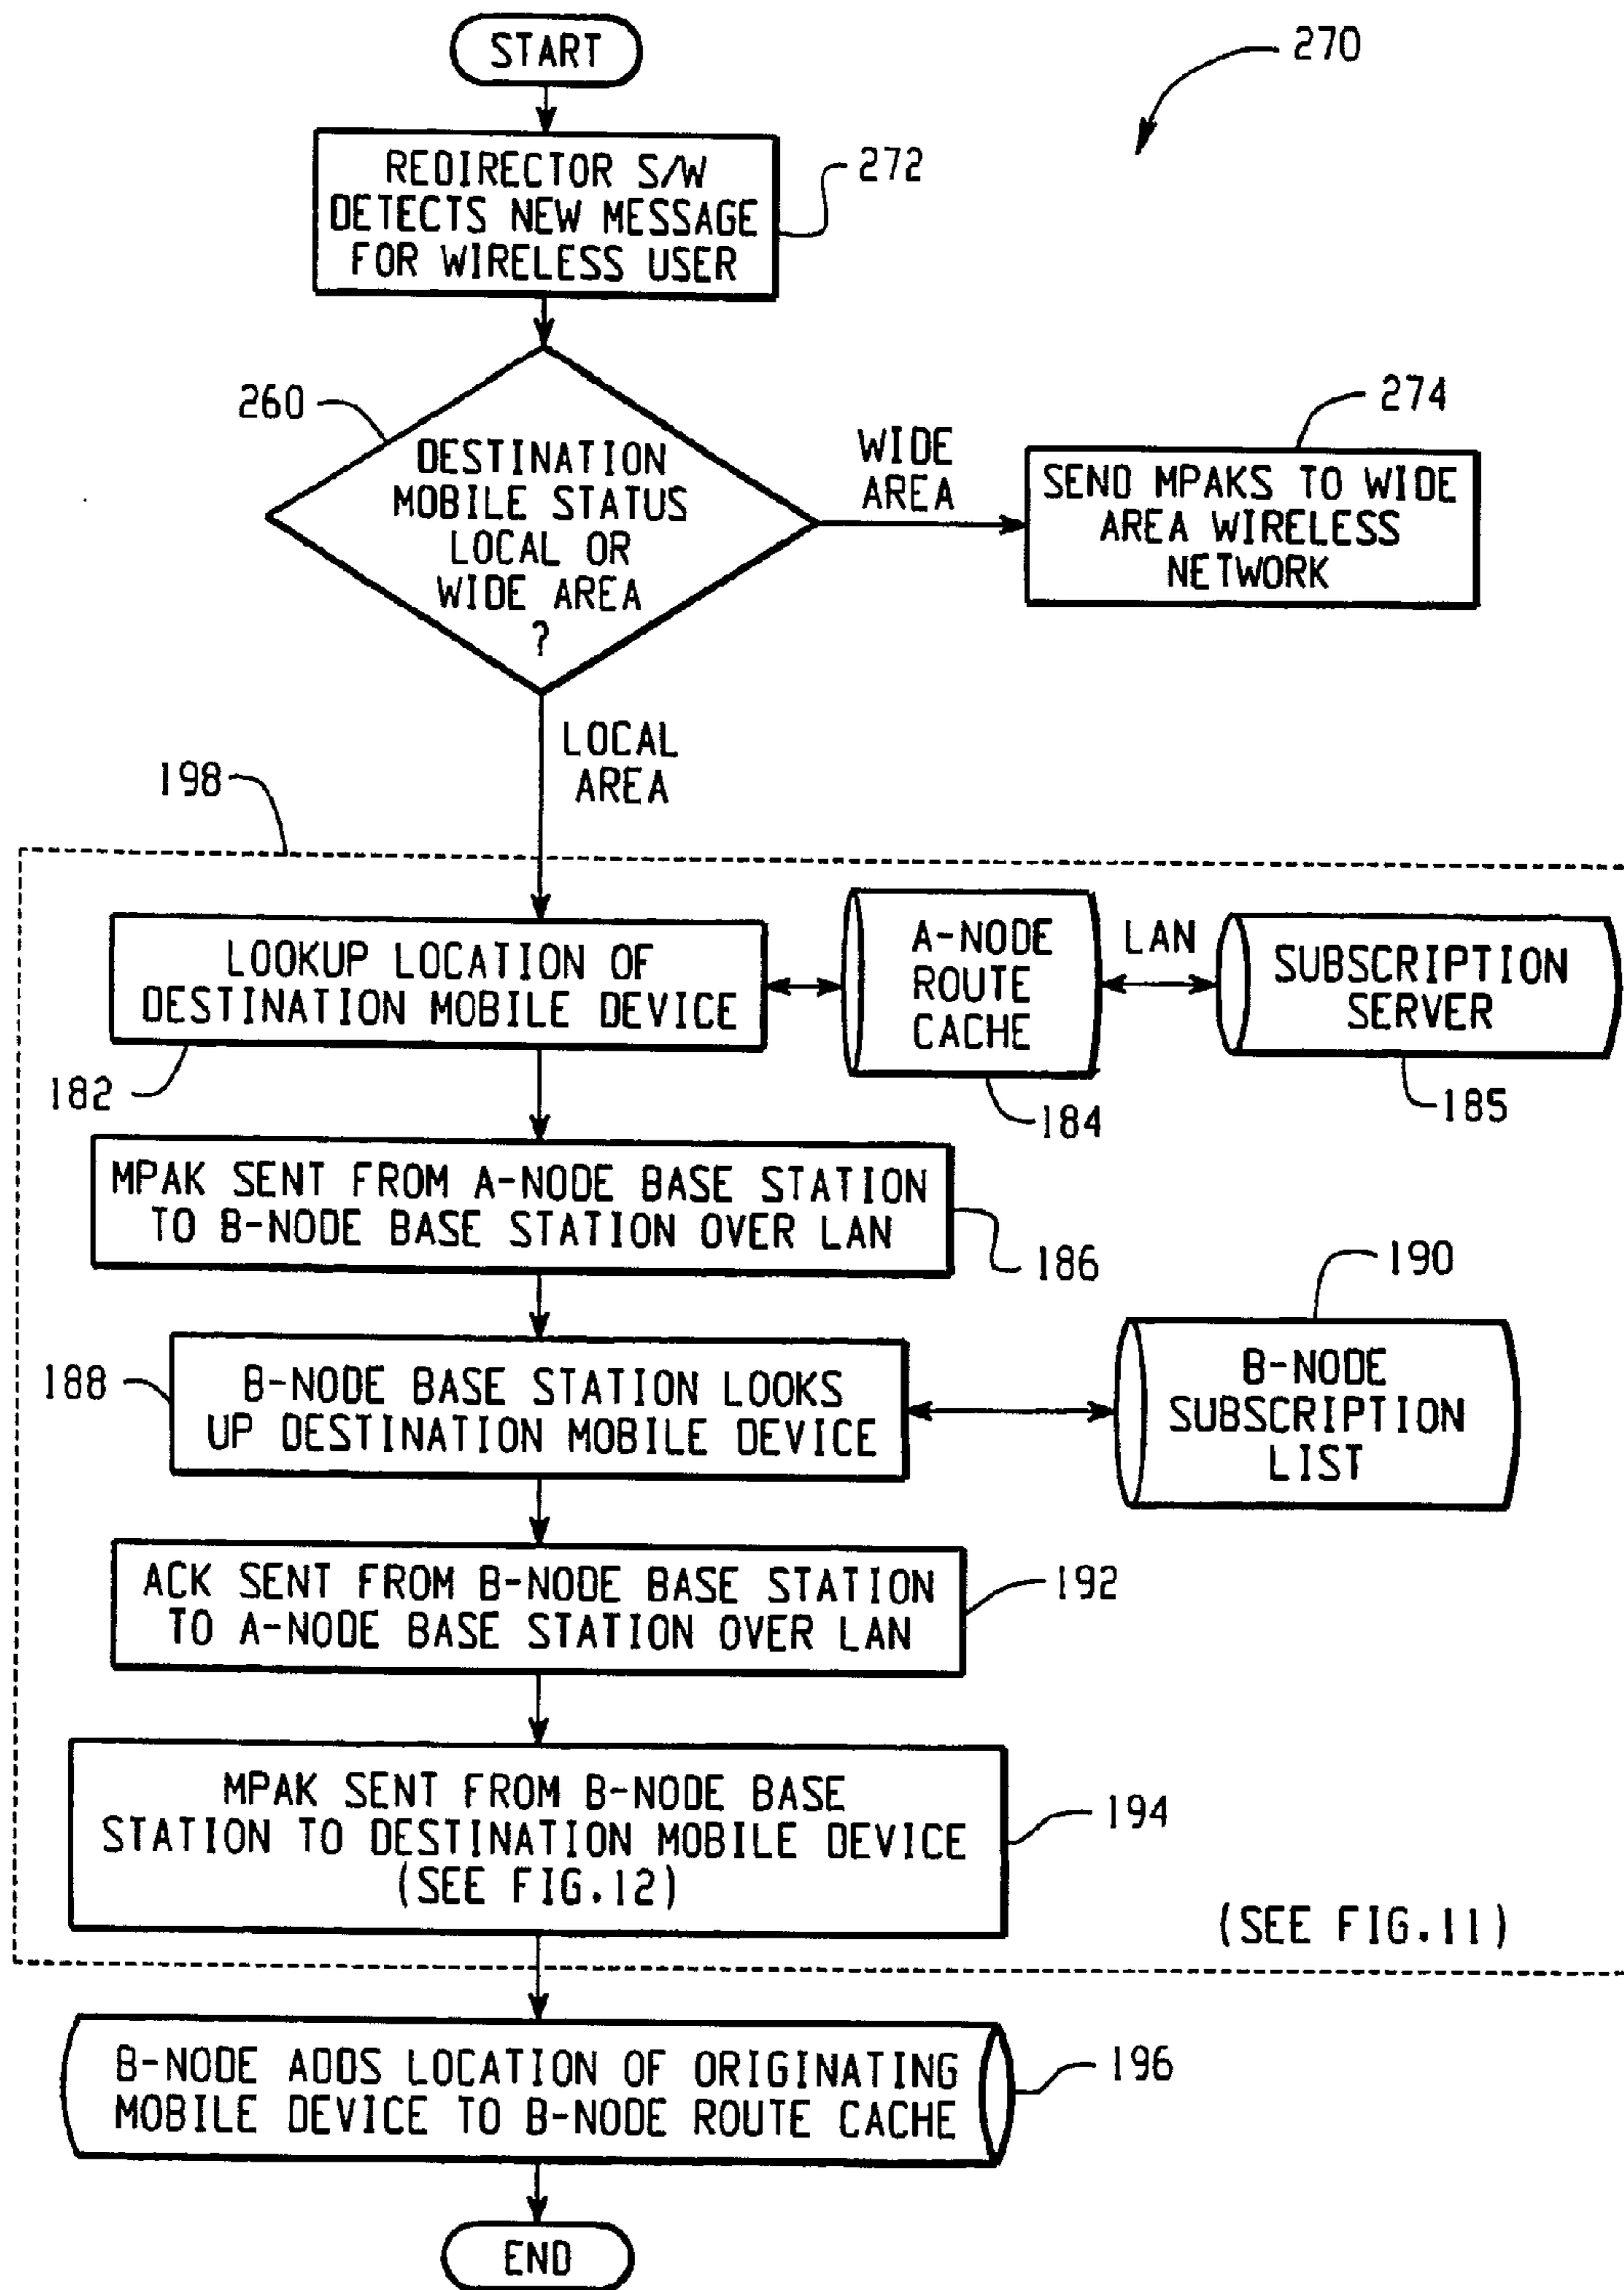 START
270
REDIRECTOR S/W
DETECTS NEW MESSAGE
FOR WIRELESS USER
272
260
DESTINATION
MOBILE STATUS
LOCAL OR
WIDE AREA
?
WIDE
AREA
274
SEND MPAKS TO WIDE
AREA WIRELESS
NETWORK
LOCAL
AREA
198
LOOKUP LOCATION OF
DESTINATION MOBILE DEVICE
182
A-NODE
ROUTE
CACHE
184
LAN
SUBSCRIPTION
SERVER
185
MPAK SENT FROM A-NODE BASE STATION
TO B-NODE BASE STATION OVER LAN
186
188
B-NODE BASE STATION LOOKS
UP DESTINATION MOBILE DEVICE
190
B-NODE
SUBSCRIPTION
LIST
ACK SENT FROM B-NODE BASE STATION
TO A-NODE BASE STATION OVER LAN
192
MPAK SENT FROM B-NODE BASE
STATION TO DESTINATION MOBILE DEVICE
(SEE FIG.12)
194
(SEE FIG.11)
B-NODE ADDS LOCATION OF ORIGINATING
MOBILE DEVICE TO B-NODE ROUTE CACHE
196
END